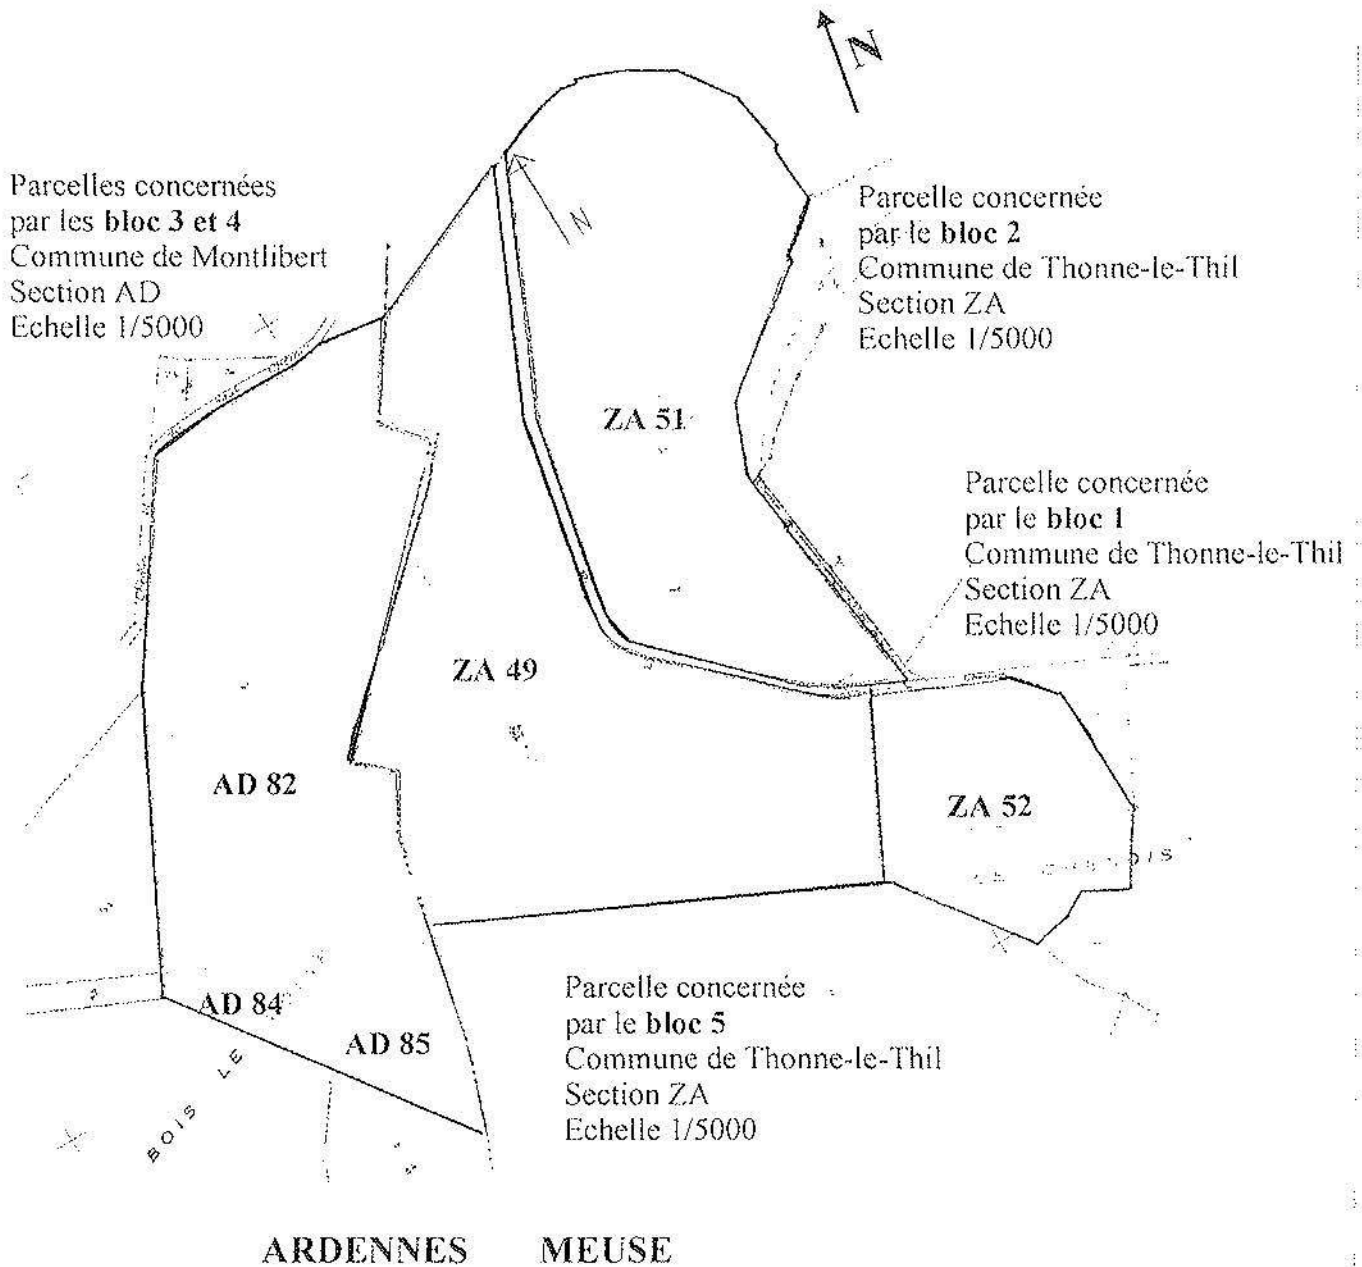 N
Parcelles concernées
par les bloc 3 et 4
Commune de Montlibert
Section AD
Echelle 1/5000
N
Parcelle concernée
par le bloc 2
Commune de Thonne-le-Thil
Section ZA
Echelle 1/5000
ZA 51
Parcelle concernée
par le bloc 1
Commune de Thonne-le-Thil
Section ZA
Echelle 1/5000
ZA 49
AD 82
ZA 52
AD 84
AD 85
BOIS LE
Parcelle concernée
par le bloc 5
Commune de Thonne-le-Thil
Section ZA
Echelle 1/5000
ARDENNES MEUSE